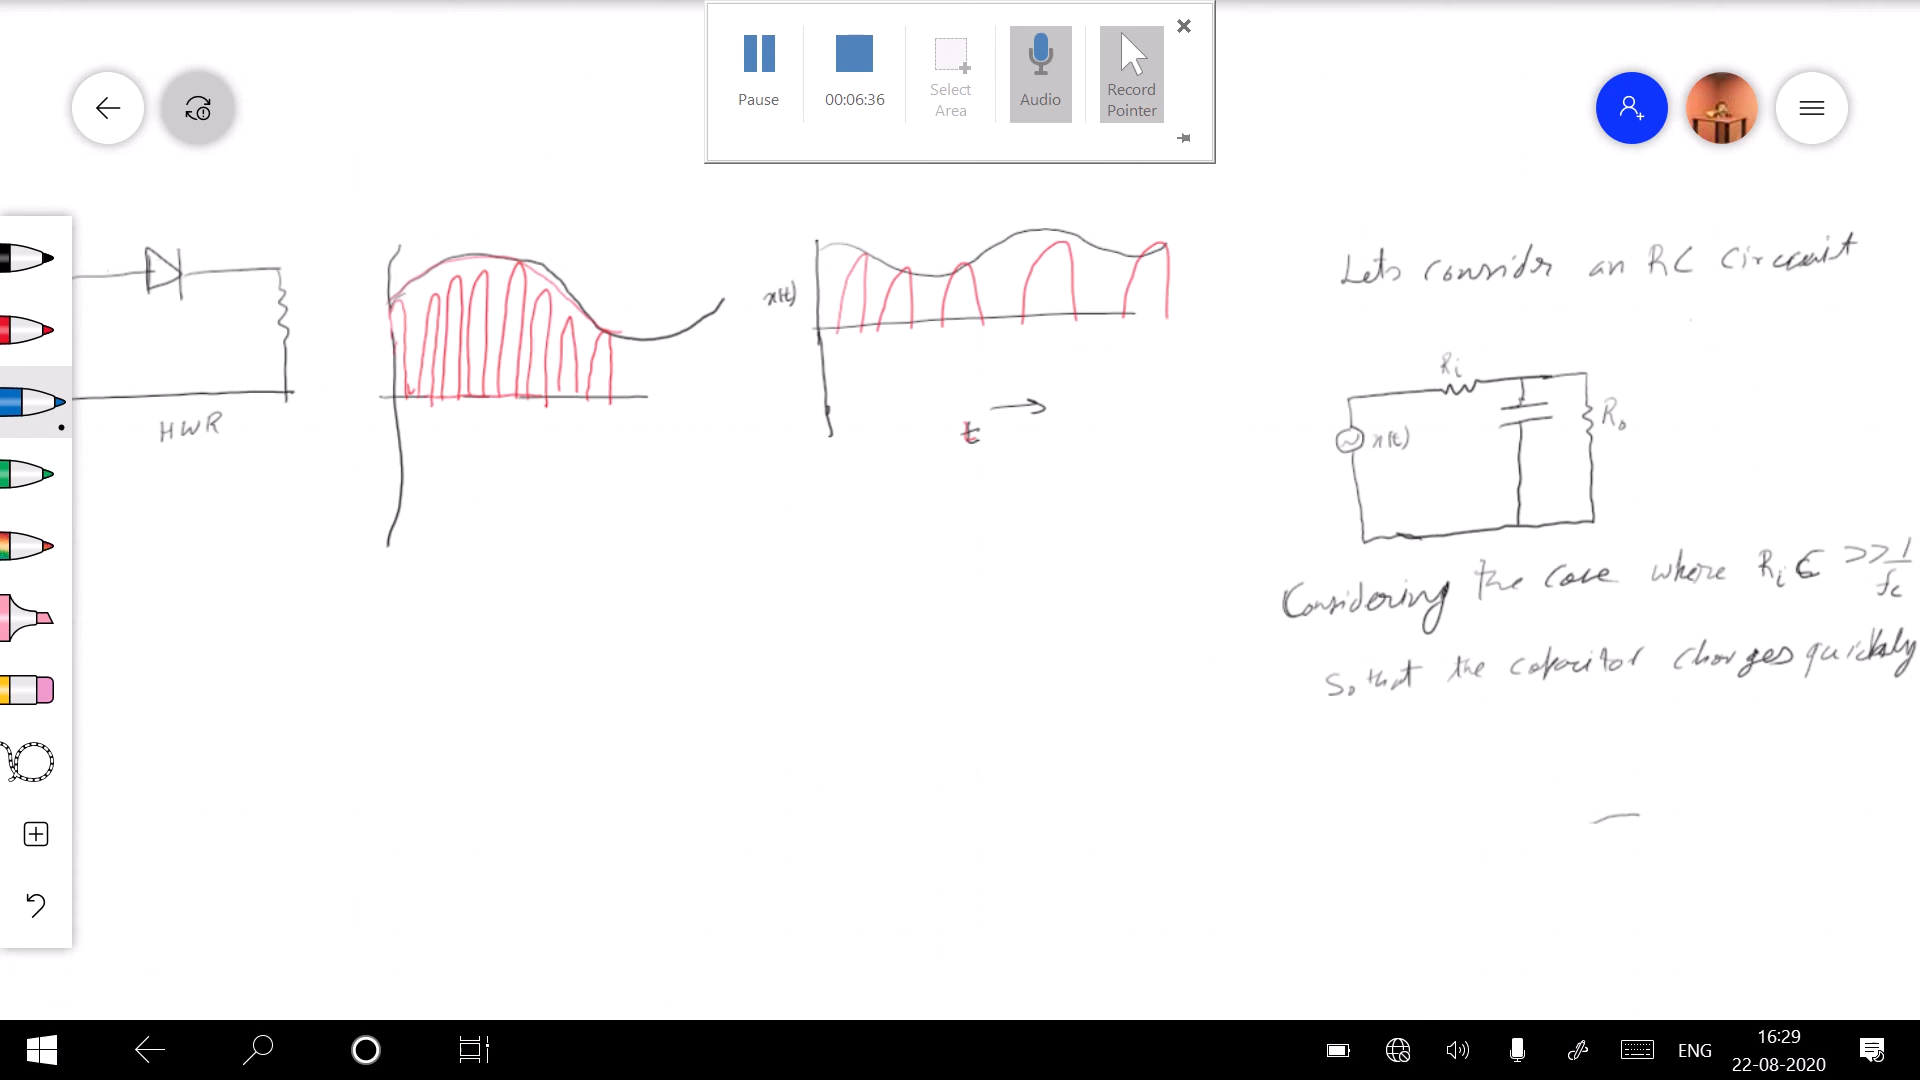 Pause
00:06:36
Select
Area
Audio
Record
Pointer
HWR
x(t)
t
Lets consider an RC Circuit
Ri
x(t)
Ro
Considering the case where RiC >> 1/fc
So that the capacitor charges quickly
ENG
16:29
22-08-2020